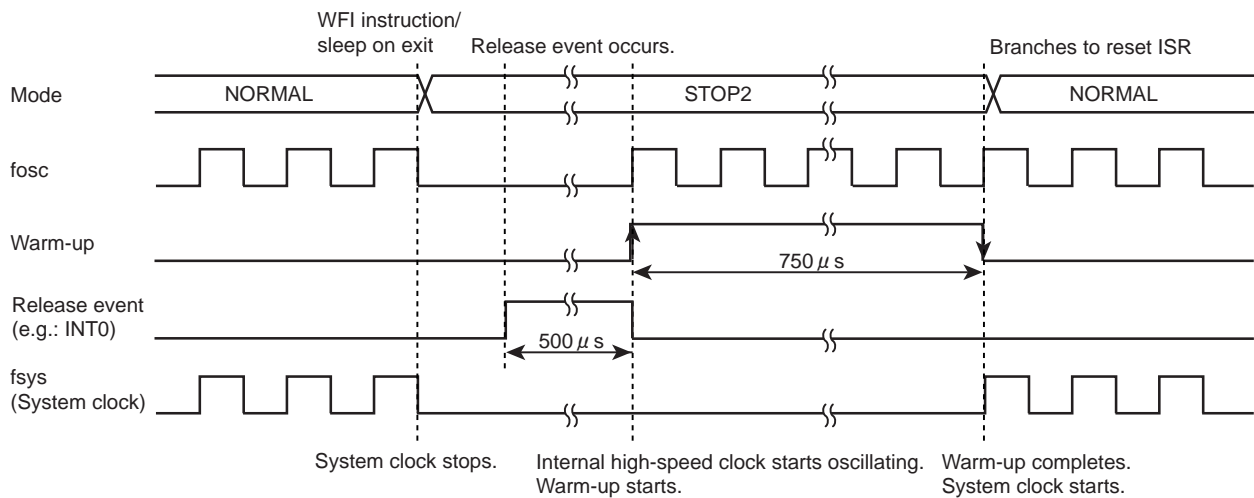 WFI instruction/
sleep on exit
Release event occurs.
Branches to reset ISR
Mode
NORMAL
STOP2
NORMAL
fosc
Warm-up
750 μ s
Release event
(e.g.: INT0)
500 μ s
fsys
(System clock)
System clock stops.
Internal high-speed clock starts oscillating.
Warm-up starts.
Warm-up completes.
System clock starts.